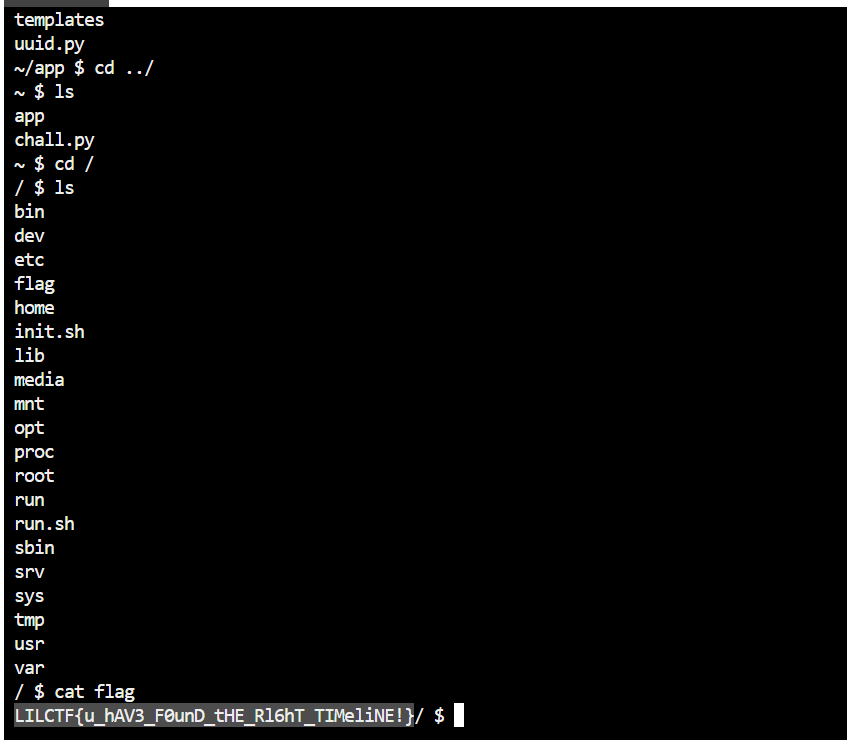 templates
uuid.py
~/app $ cd ../
~ $ ls
app
chall.py
~ $ cd /
/ $ ls
bin
dev
etc
flag
home
init.sh
lib
media
mnt
opt
proc
root
run
run.sh
sbin
srv
sys
tmp
usr
var
/ $ cat flag
LILCTF{u_hAV3_F0unD_tHE_Rl6hT_TIMeliNE!}/ $